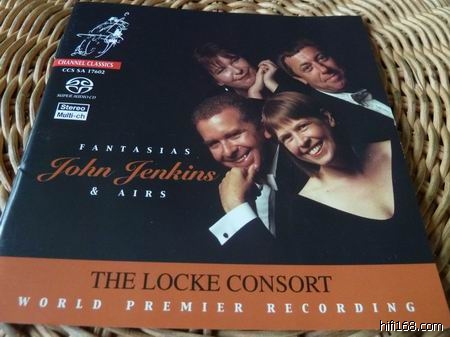 CHANNEL CLASSICS
CCS SA 17602
SUPER AUDIO CD
Stereo
Multi-ch
FANTASIAS
John Jenkins
& AIRS
THE LOCKE CONSORT
WORLD PREMIER RECORDING
hifi168.com